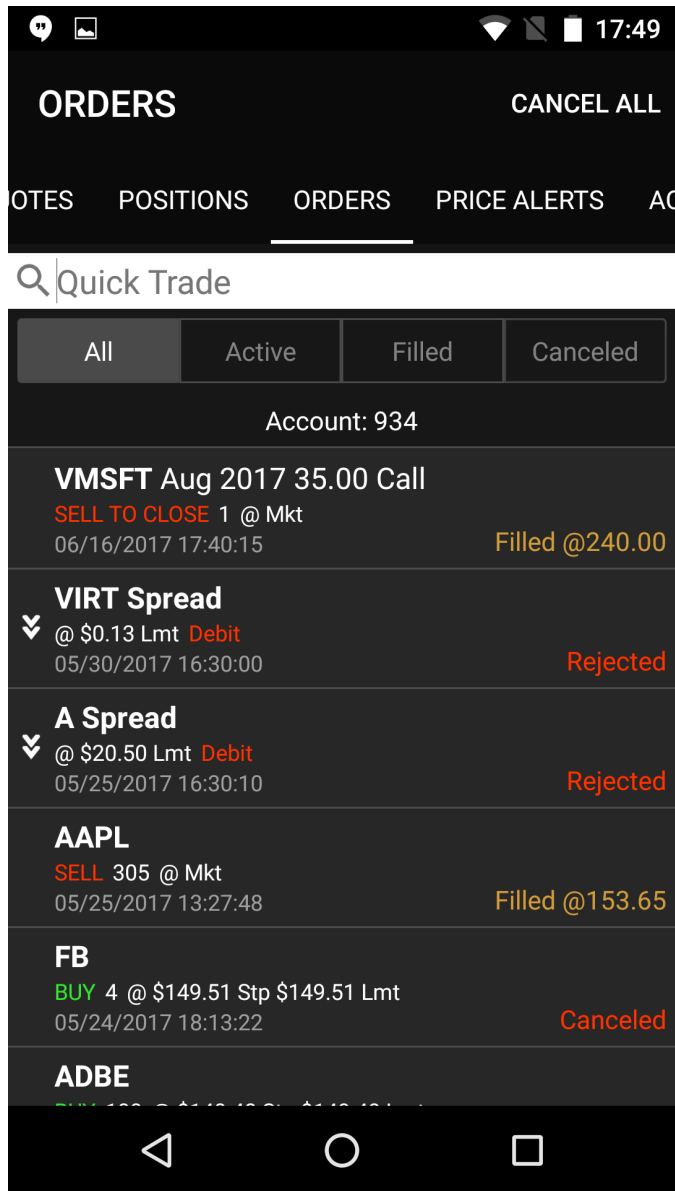 17:49
ORDERS CANCEL ALL
OTES POSITIONS ORDERS PRICE ALERTS AC
Quick Trade
All Active Filled Canceled
Account: 934
VMSFT Aug 2017 35.00 Call
SELL TO CLOSE 1 @ Mkt
06/16/2017 17:40:15 Filled @240.00
VIRT Spread
@ $0.13 Lmt Debit
05/30/2017 16:30:00 Rejected
A Spread
@ $20.50 Lmt Debit
05/25/2017 16:30:10 Rejected
AAPL
SELL 305 @ Mkt
05/25/2017 13:27:48 Filled @153.65
FB
BUY 4 @ $149.51 Stp $149.51 Lmt
05/24/2017 18:13:22 Canceled
ADBE